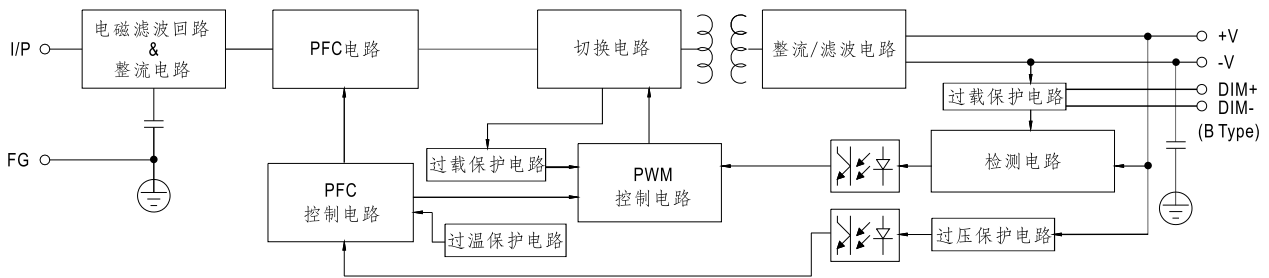 I/P
电磁滤波回路
&
整流电路
PFC电路
切换电路
整流/滤波电路
+V
-V
DIM+
DIM-
(B Type)
过载保护电路
FG
过载保护电路
PWM
控制电路
检测电路
PFC
控制电路
过温保护电路
过压保护电路